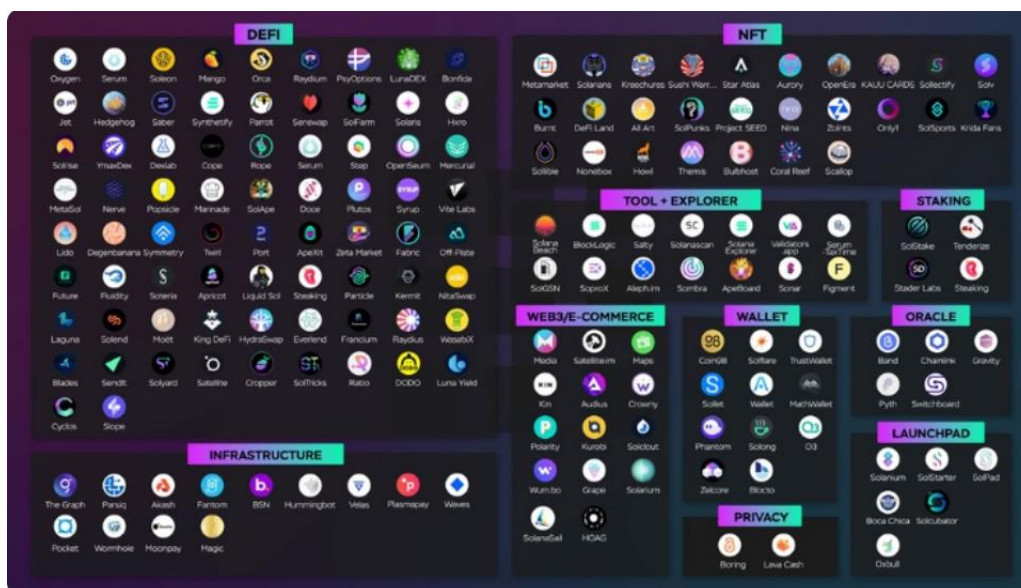 DEFI
Oxygen Serum Soleon Mango Orca Raydium PsyOptions LunaDEX Bonfida
Jet Hedgehog Saber Synthetify Parrot Senswap SolFarm Solaris Hxro
Solrise YmaxDex Dexlab Cope Rope Serum Step OpenSeum Mercurial
MetaSol Nerve Popsicle Marinade SolApe Doce Plutos Syrup Vite Labs
Lido Degenbanana Symmetry Twirl Port ApeXit Zeta Market Fabric Off-Plate
Future Fluidity Soteria Apricot Liquid Sol Steaking Particle Kermit NitaSwap
Laguna Solend Moët King DeFi HydraSwap Everlend Francium Raydius WasabiX
Blades Sendit Solyard Satellite Cropper SolTricks Ratio DODO Luna Yield
Cyclos Slope
INFRASTRUCTURE
The Graph Parsiq Akash Fantom BSN Hummingbot Velas Plasmapay Waves
Pocket Wormhole Moonpay Magic
NFT
Metamarket Solarians Kreechures Sushi Warr... Star Atlas Aurory OpenEra KAIJU CARDS Sollectify Solv
Burnt DeFi Land All Art SolPunks Project SEED Nina Zoints Only1 SolSports Krida Fans
Sollible Nonebox Howl Themis Bulbhost Coral Reef Scallop
TOOL + EXPLORER
Solana Beach BlockLogic Salty Solanascan Solana Explorer Validators .app Serum
SolGSN SoproX Aleph.im Sombra ApeBoard Sonar Figment
STAKING
SolStake Tenderize
Stader Labs Steaking
WEB3/E-COMMERCE
Media Satellite.im Maps
Kin Audius Crowny
Polarity Kurobi Solclout
Wum.bo Grape Solarium
SolanaSail HOAG
WALLET
Coin98 Solflare TrustWallet
Sollet Wallet MathWallet
Phantom Solong O3
Zelcore Blocto
PRIVACY
Boring Lava Cash
ORACLE
Band Chainlink Gravity
Pyth Switchboard
LAUNCHPAD
Solanium SolStarter SolPad
Boca Chica Solcubator
Oxbull